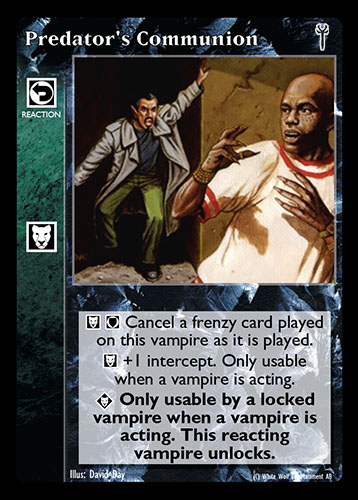 Predator's Communion
REACTION
Cancel a frenzy card played
on this vampire as it is played.
+1 intercept. Only usable
when a vampire is acting.
Only usable by a locked
vampire when a vampire is
acting. This reacting
vampire unlocks.
Illus: David Day
(C) White Wolf Entertainment AB